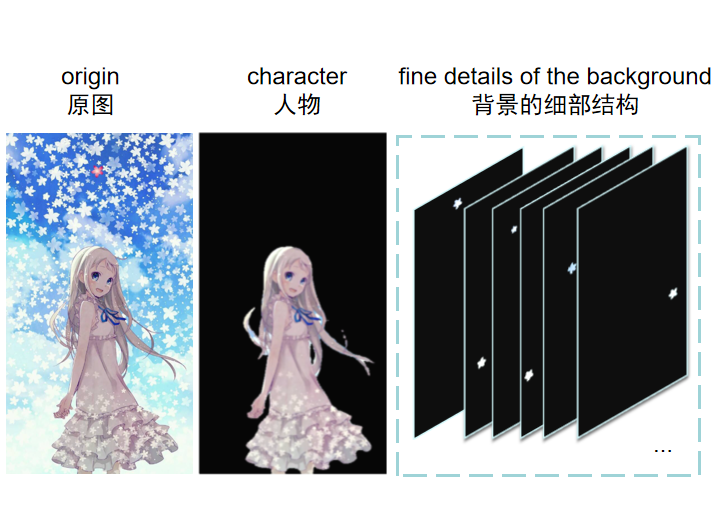 origin
原图
character
人物
fine details of the background
背景的细部结构
...